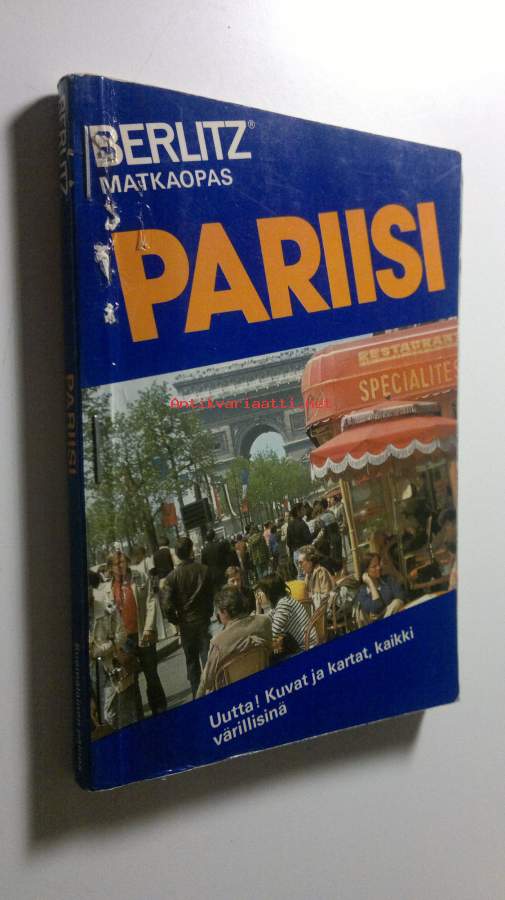 BERLITZ®
MATKAOPAS
PARIISI
RESTAURANT
SPECIALITES
Antikvariaatti.net
Uutta! Kuvat ja kartat, kaikki
värillisinä
BERLITZ
PARIISI